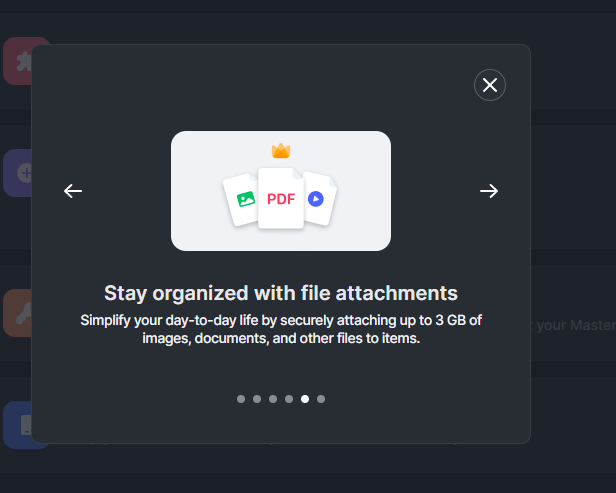 PDF
Stay organized with file attachments
Simplify your day-to-day life by securely attaching up to 3 GB of
images, documents, and other files to items.
your Master